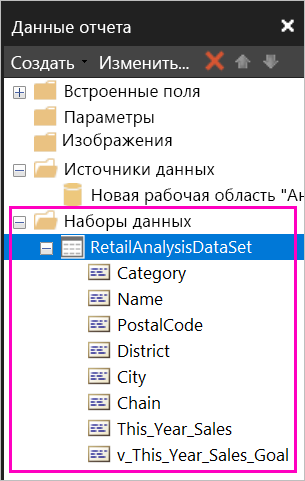 Данные отчета
Создать Изменить...
Встроенные поля
Параметры
Изображения
Источники данных
Новая рабочая область "Ан
Наборы данных
RetailAnalysisDataSet
Category
Name
PostalCode
District
City
Chain
This_Year_Sales
v_This_Year_Sales_Goal